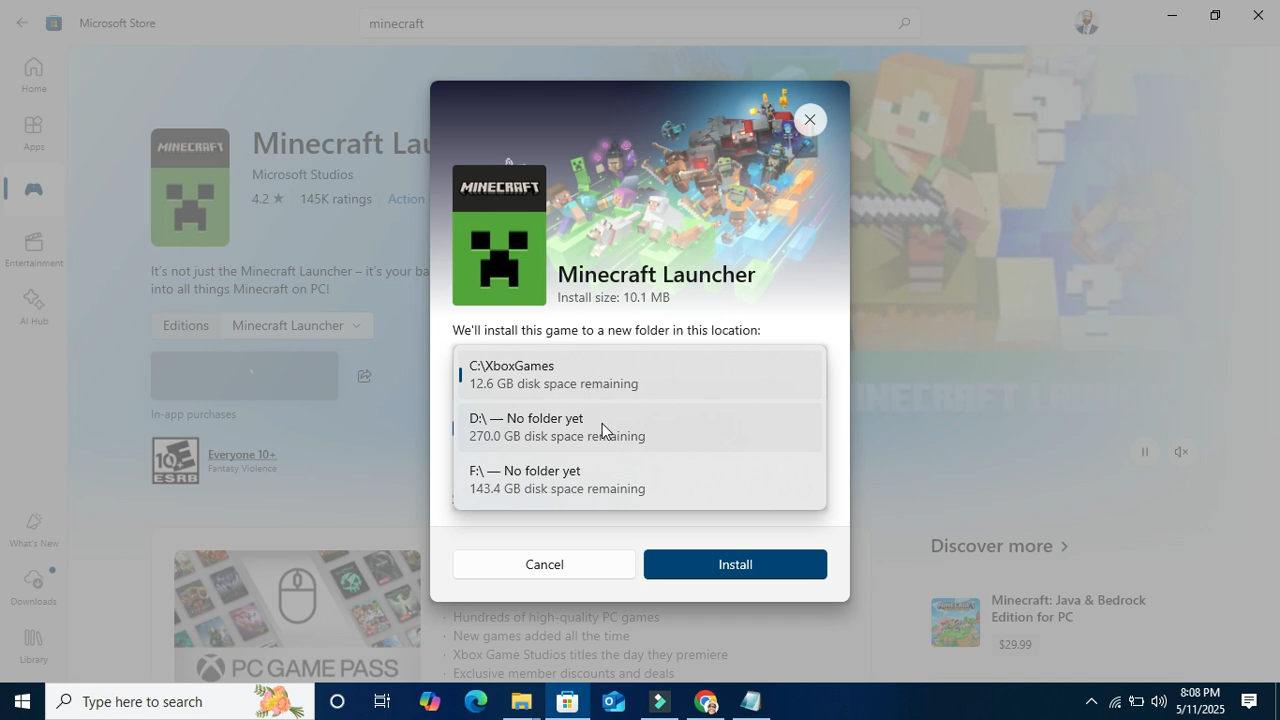 Microsoft Store
minecraft
Home
Apps
Entertainment
AI Hub
What's New
Downloads
Library
MINECRAFT
Minecraft Lau
Microsoft Studios
4.2 ★ 145K ratings Action
It's not just the Minecraft Launcher – it's your ba
into all things Minecraft on PC!
Editions Minecraft Launcher
In-app purchases
Everyone 10+
Fantasy Violence
ESRB
MINECRAFT
Minecraft Launcher
Install size: 10.1 MB
We'll install this game to a new folder in this location:
C:\XboxGames
12.6 GB disk space remaining
D:\ — No folder yet
270.0 GB disk space remaining
F:\ — No folder yet
143.4 GB disk space remaining
Cancel
Install
MINECRAFT LAUNCHER
PC GAME PASS
· Hundreds of high-quality PC games
· New games added all the time
· Xbox Game Studios titles the day they premiere
· Exclusive member discounts and deals
Discover more
Minecraft: Java & Bedrock
Edition for PC
$29.99
Type here to search
8:08 PM
5/11/2025